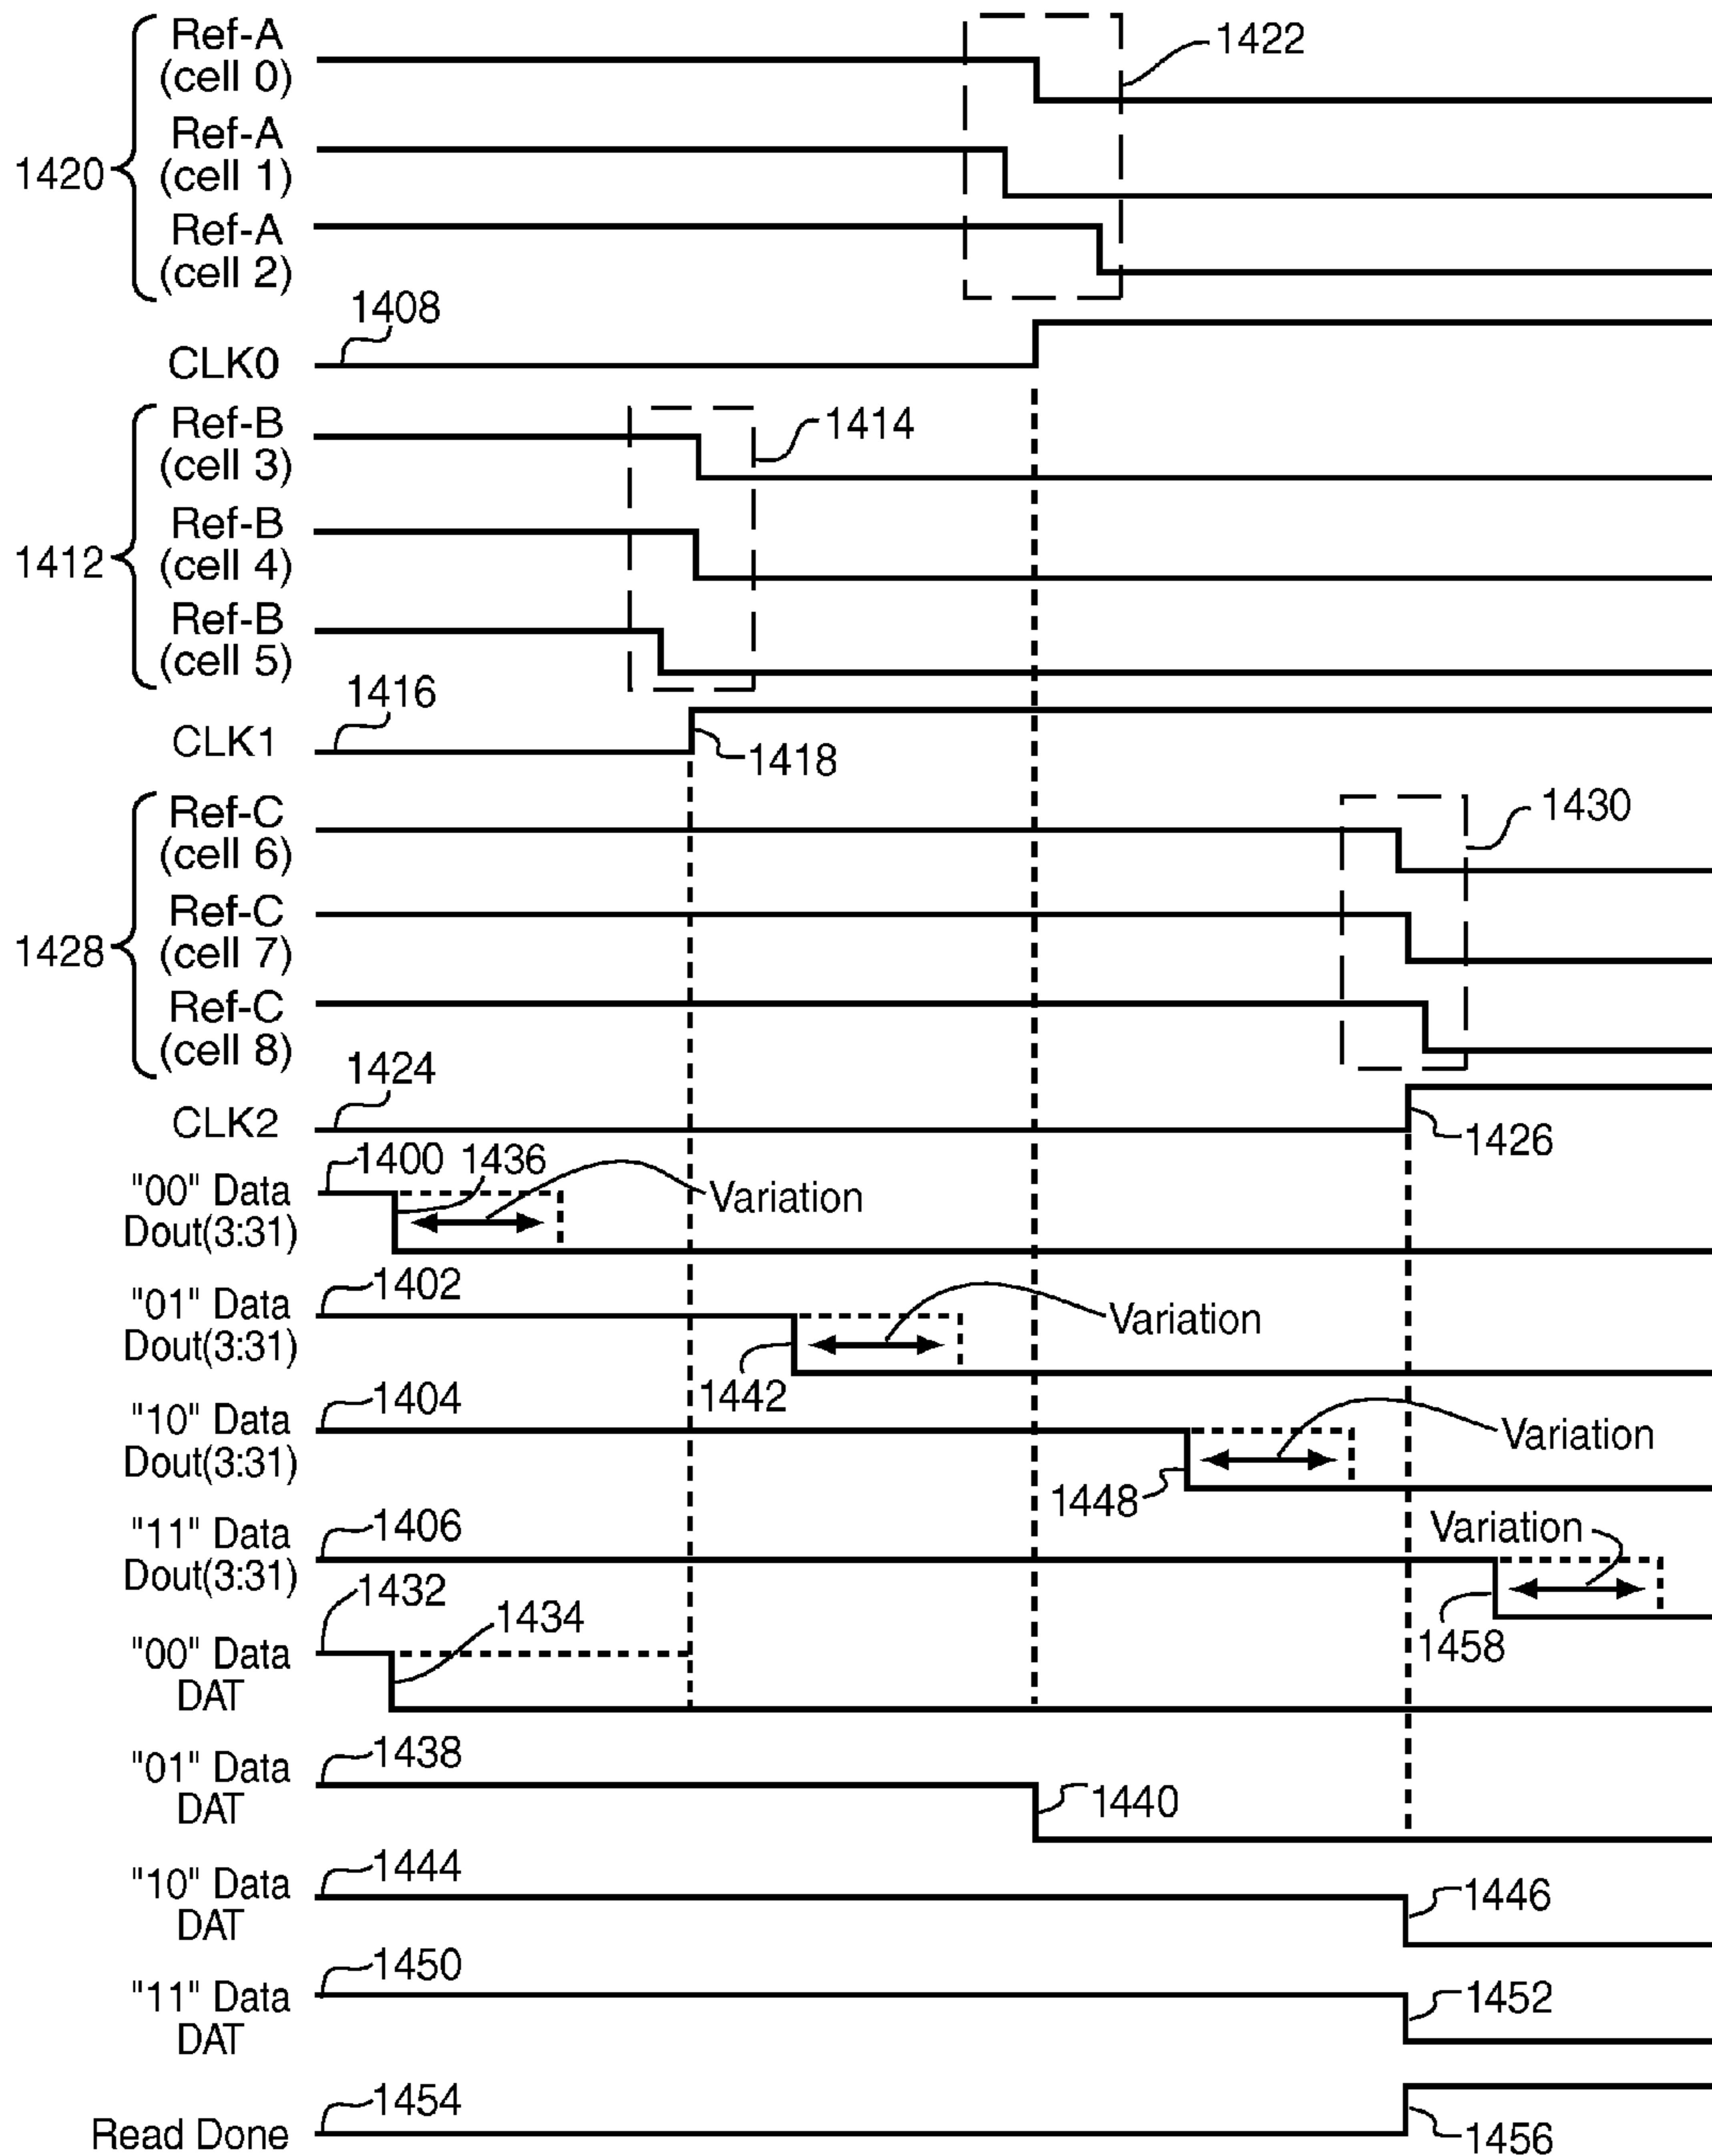 Ref-A
(cell 0)
1422
1420
Ref-A
(cell 1)
Ref-A
(cell 2)
1408
CLK0
Ref-B
(cell 3)
1414
1412
Ref-B
(cell 4)
Ref-B
(cell 5)
1416
CLK1
1418
Ref-C
(cell 6)
1430
1428
Ref-C
(cell 7)
Ref-C
(cell 8)
1424
CLK2
1426
1400 1436
"00" Data
Dout(3:31)
Variation
1402
"01" Data
Dout(3:31)
Variation
1442
1404
"10" Data
Dout(3:31)
Variation
1448
1406
"11" Data
Dout(3:31)
Variation
1458
1432
1434
"00" Data
DAT
1438
"01" Data
DAT
1440
1444
"10" Data
DAT
1446
1450
"11" Data
DAT
1452
1454
Read Done
1456